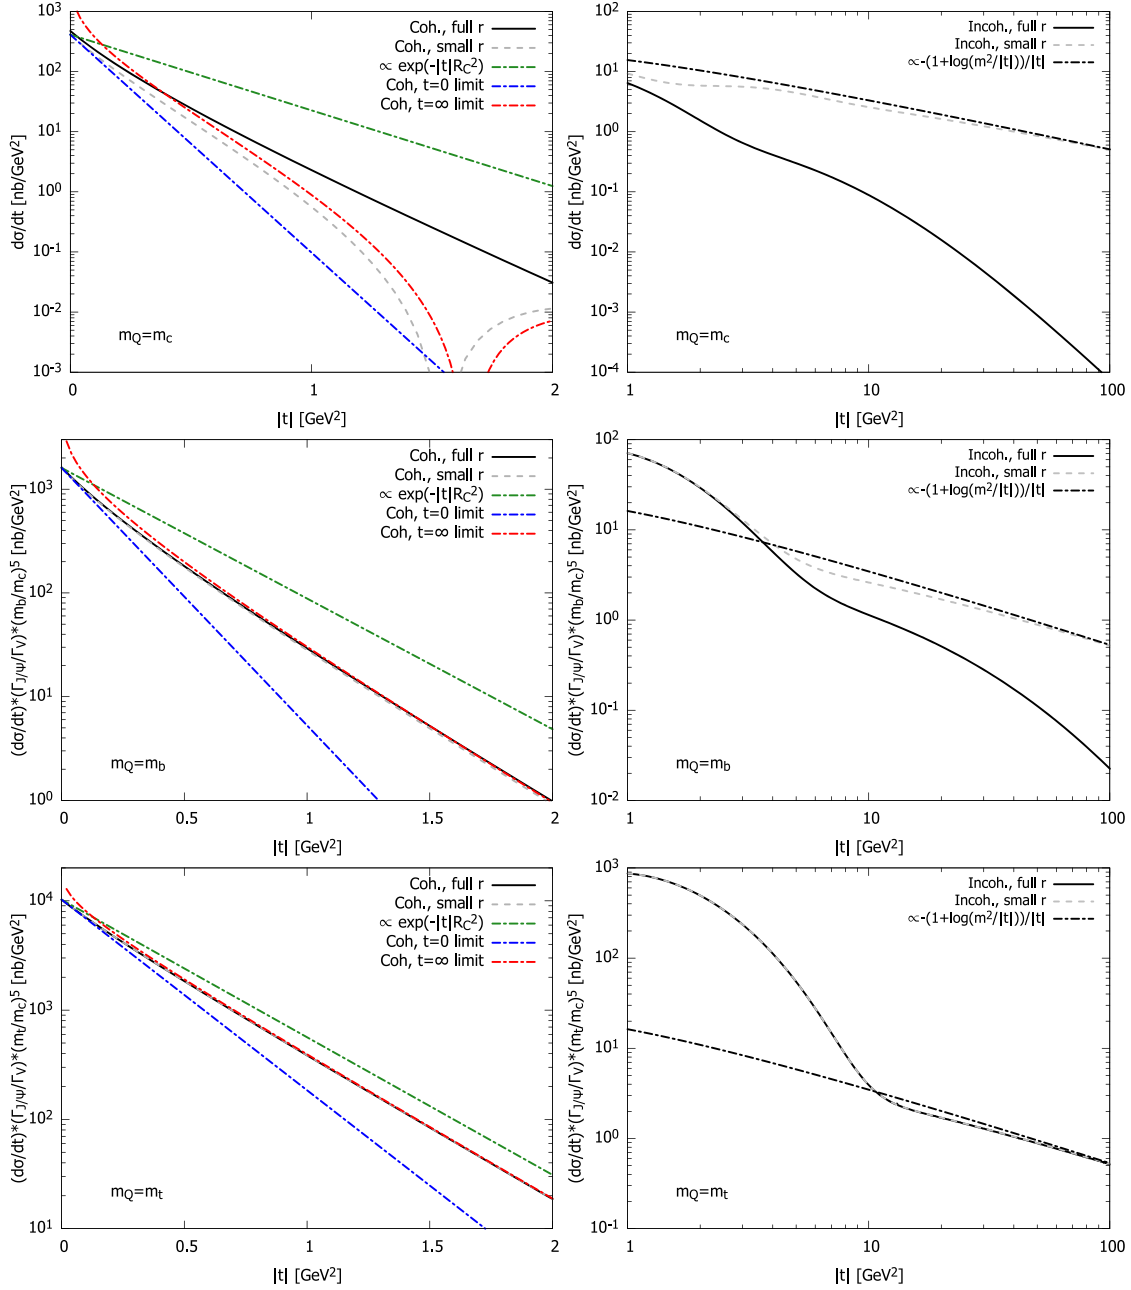 Coh., full r
Coh., small r
∝ exp(-|t|R_C²)
Coh, t=0 limit
Coh, t=∞ limit
dσ/dt [nb/GeV²]
10³
10²
10¹
10⁰
10⁻¹
10⁻²
10⁻³
m_Q=m_c
0 1 2
|t| [GeV²]
Incoh., full r
Incoh., small r
∝-(1+log(m²/|t|))/|t|
dσ/dt [nb/GeV²]
10²
10¹
10⁰
10⁻¹
10⁻²
10⁻³
10⁻⁴
m_Q=m_c
1 10 100
|t| [GeV²]
Coh., full r
Coh., small r
∝ exp(-|t|R_C²)
Coh, t=0 limit
Coh, t=∞ limit
(dσ/dt)*(Γ_J/ψ/Γ_V)*(m_b/m_c)⁵ [nb/GeV²]
10³
10²
10¹
10⁰
m_Q=m_b
0 0.5 1 1.5 2
|t| [GeV²]
Incoh., full r
Incoh., small r
∝-(1+log(m²/|t|))/|t|
(dσ/dt)*(Γ_J/ψ/Γ_V)*(m_b/m_c)⁵ [nb/GeV²]
10²
10¹
10⁰
10⁻¹
10⁻²
m_Q=m_b
1 10 100
|t| [GeV²]
Coh., full r
Coh., small r
∝ exp(-|t|R_C²)
Coh, t=0 limit
Coh, t=∞ limit
(dσ/dt)*(Γ_J/ψ/Γ_V)*(m_t/m_c)⁵ [nb/GeV²]
10⁴
10³
10²
10¹
m_Q=m_t
0 0.5 1 1.5 2
|t| [GeV²]
Incoh., full r
Incoh., small r
∝-(1+log(m²/|t|))/|t|
(dσ/dt)*(Γ_J/ψ/Γ_V)*(m_t/m_c)⁵ [nb/GeV²]
10³
10²
10¹
10⁰
10⁻¹
m_Q=m_t
1 10 100
|t| [GeV²]